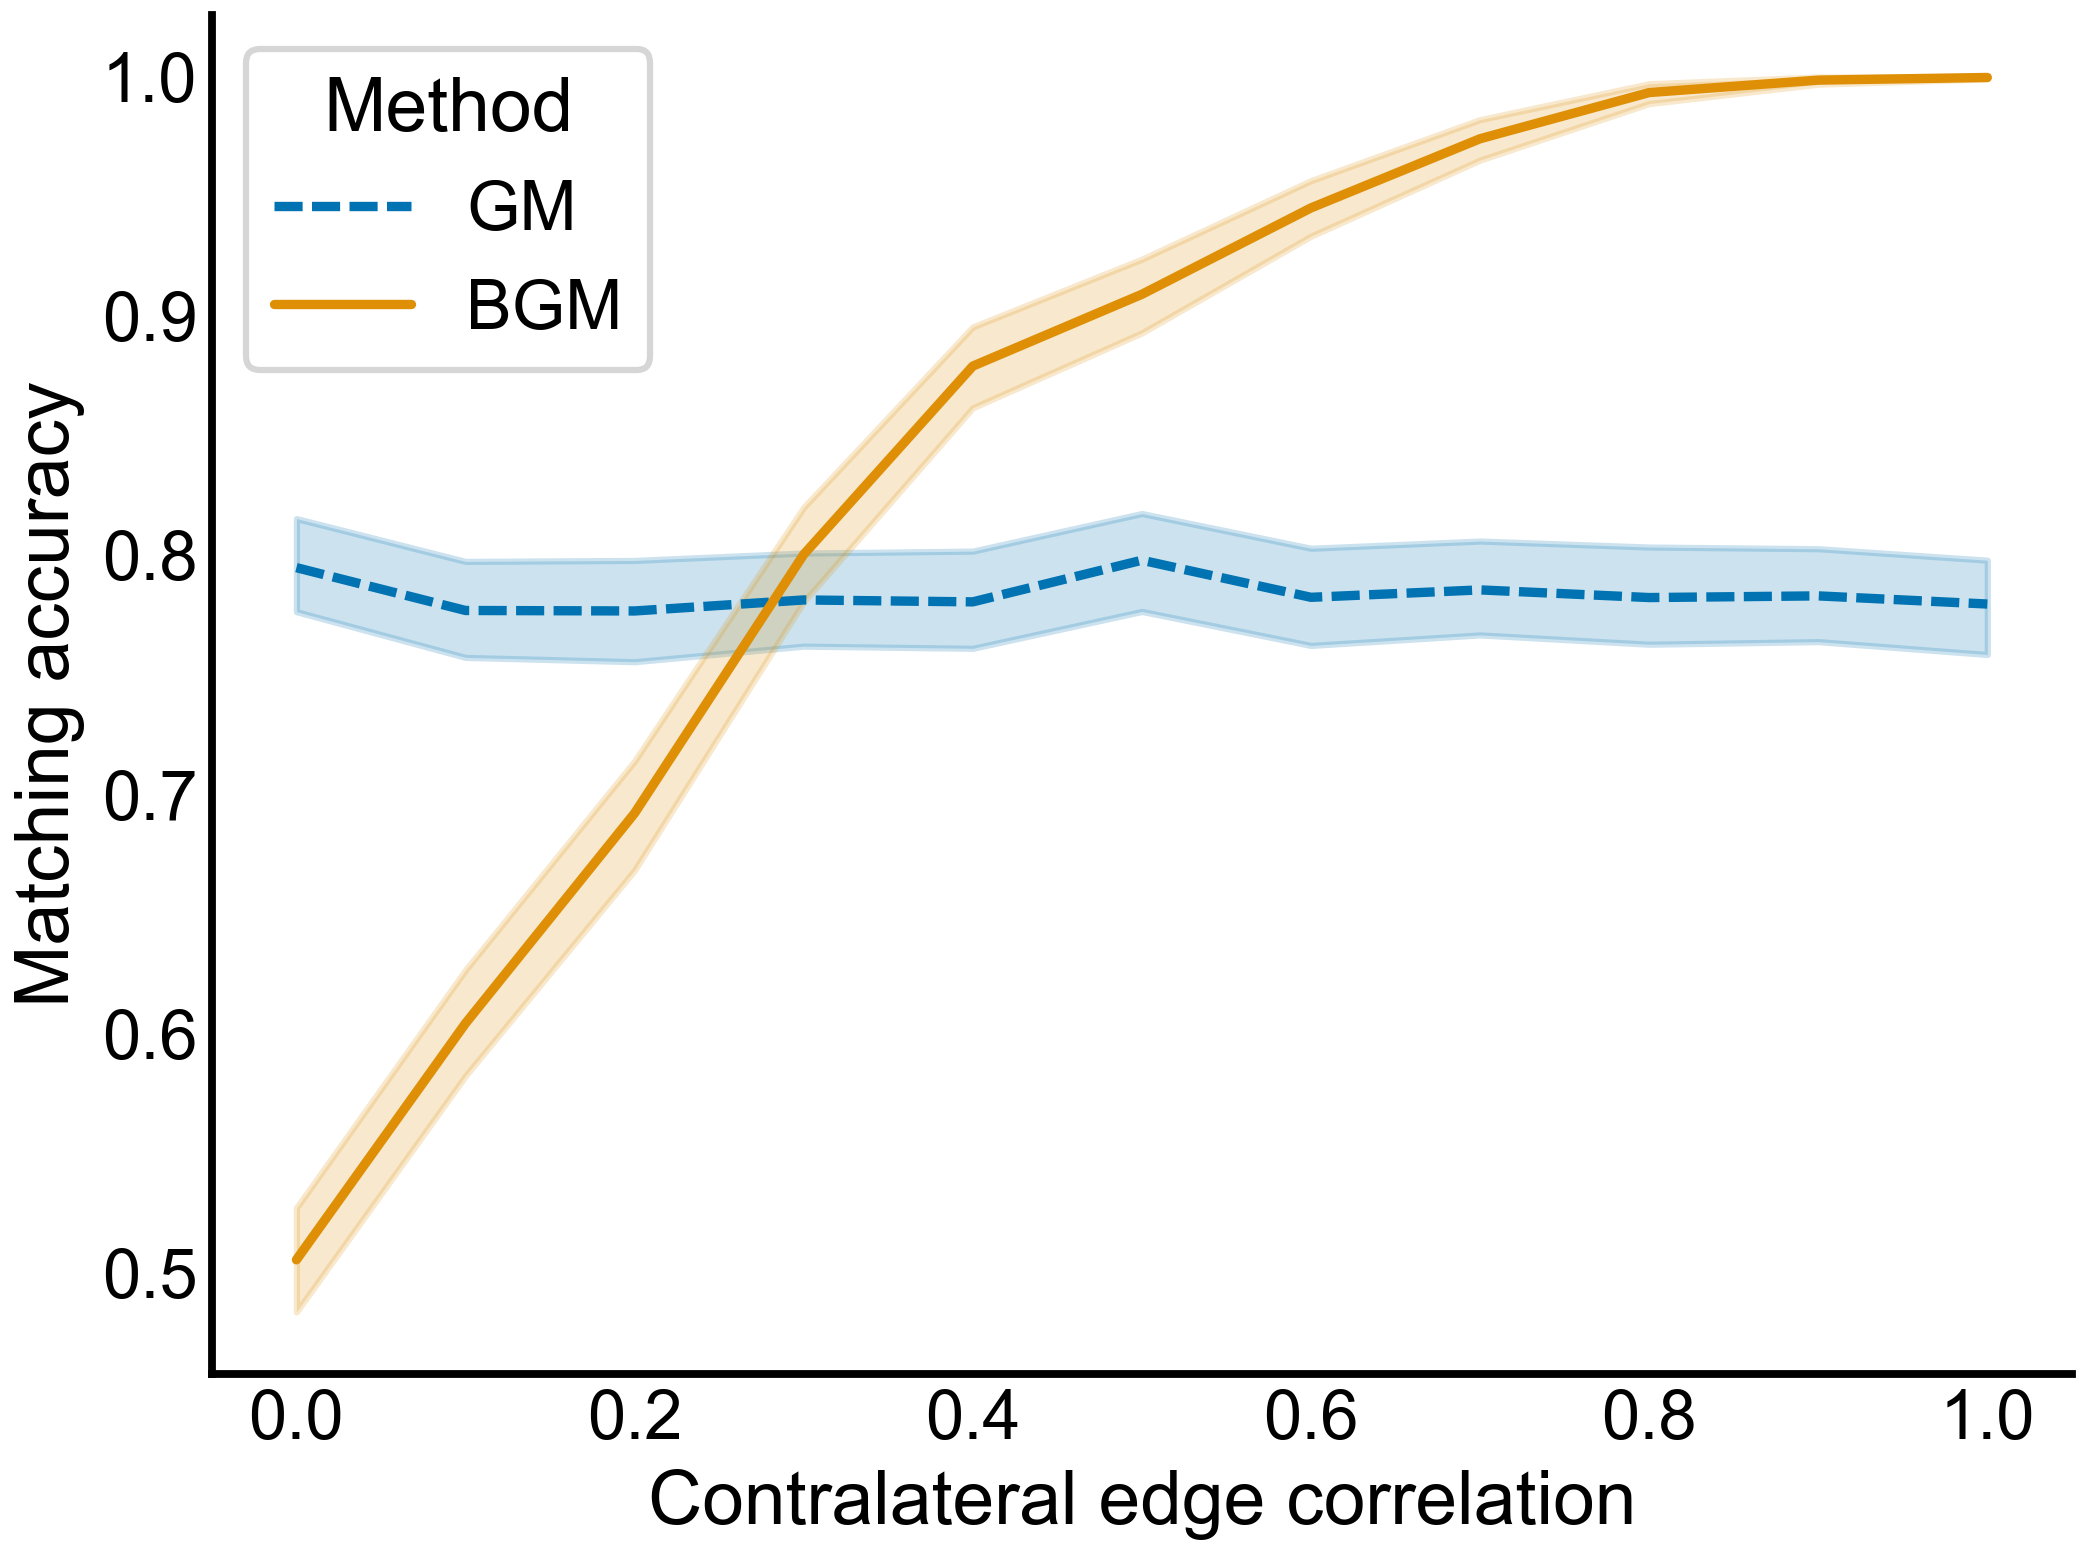 Method
GM
BGM
Matching accuracy
1.0
0.9
0.8
0.7
0.6
0.5
0.0 0.2 0.4 0.6 0.8 1.0
Contralateral edge correlation